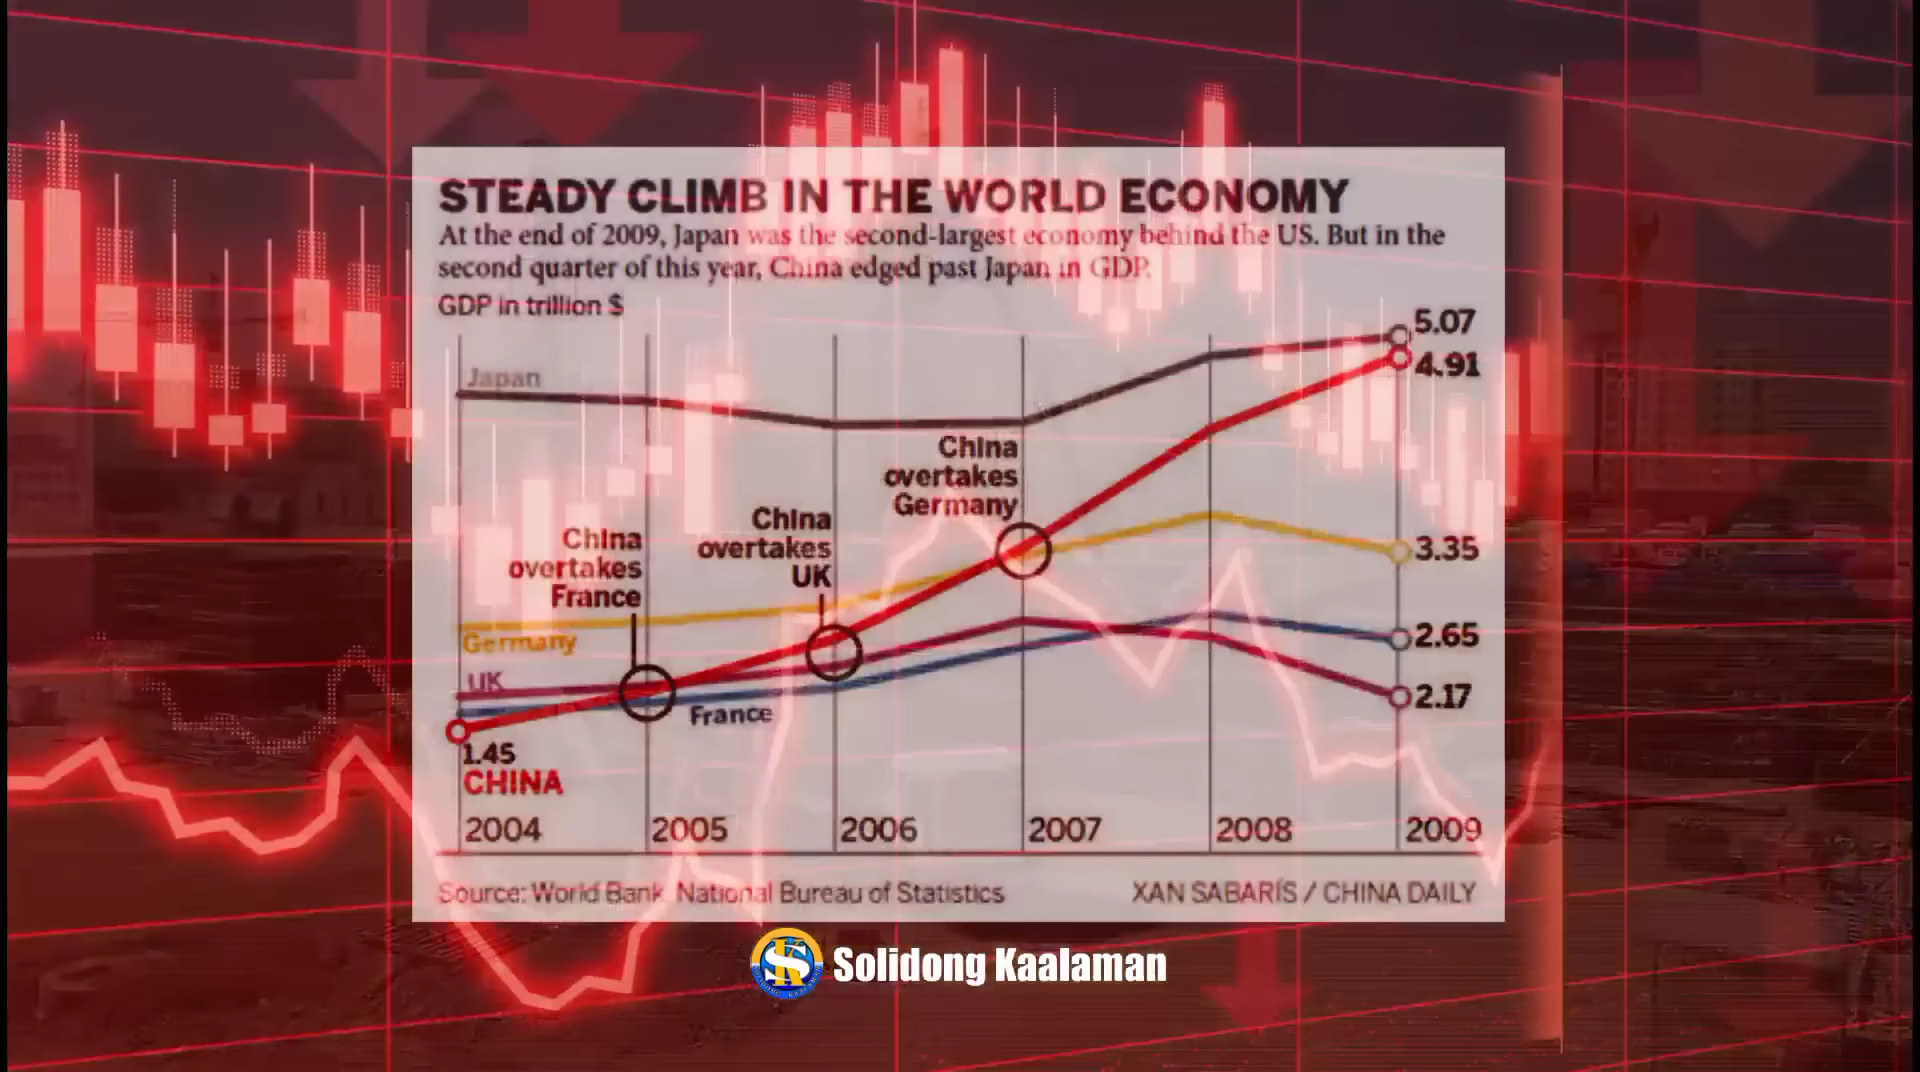 STEADY CLIMB IN THE WORLD ECONOMY
At the end of 2009, Japan was the second-largest economy behind the US. But in the
second quarter of this year, China edged past Japan in GDP.
GDP in trillion $
5.07
4.91
Japan
China
overtakes
Germany
China
overtakes
UK
China
overtakes
France
3.35
Germany
2.65
UK
2.17
France
1.45
CHINA
2004 2005 2006 2007 2008 2009
Source: World Bank, National Bureau of Statistics
XAN SABARÍS / CHINA DAILY
Solidong Kaalaman